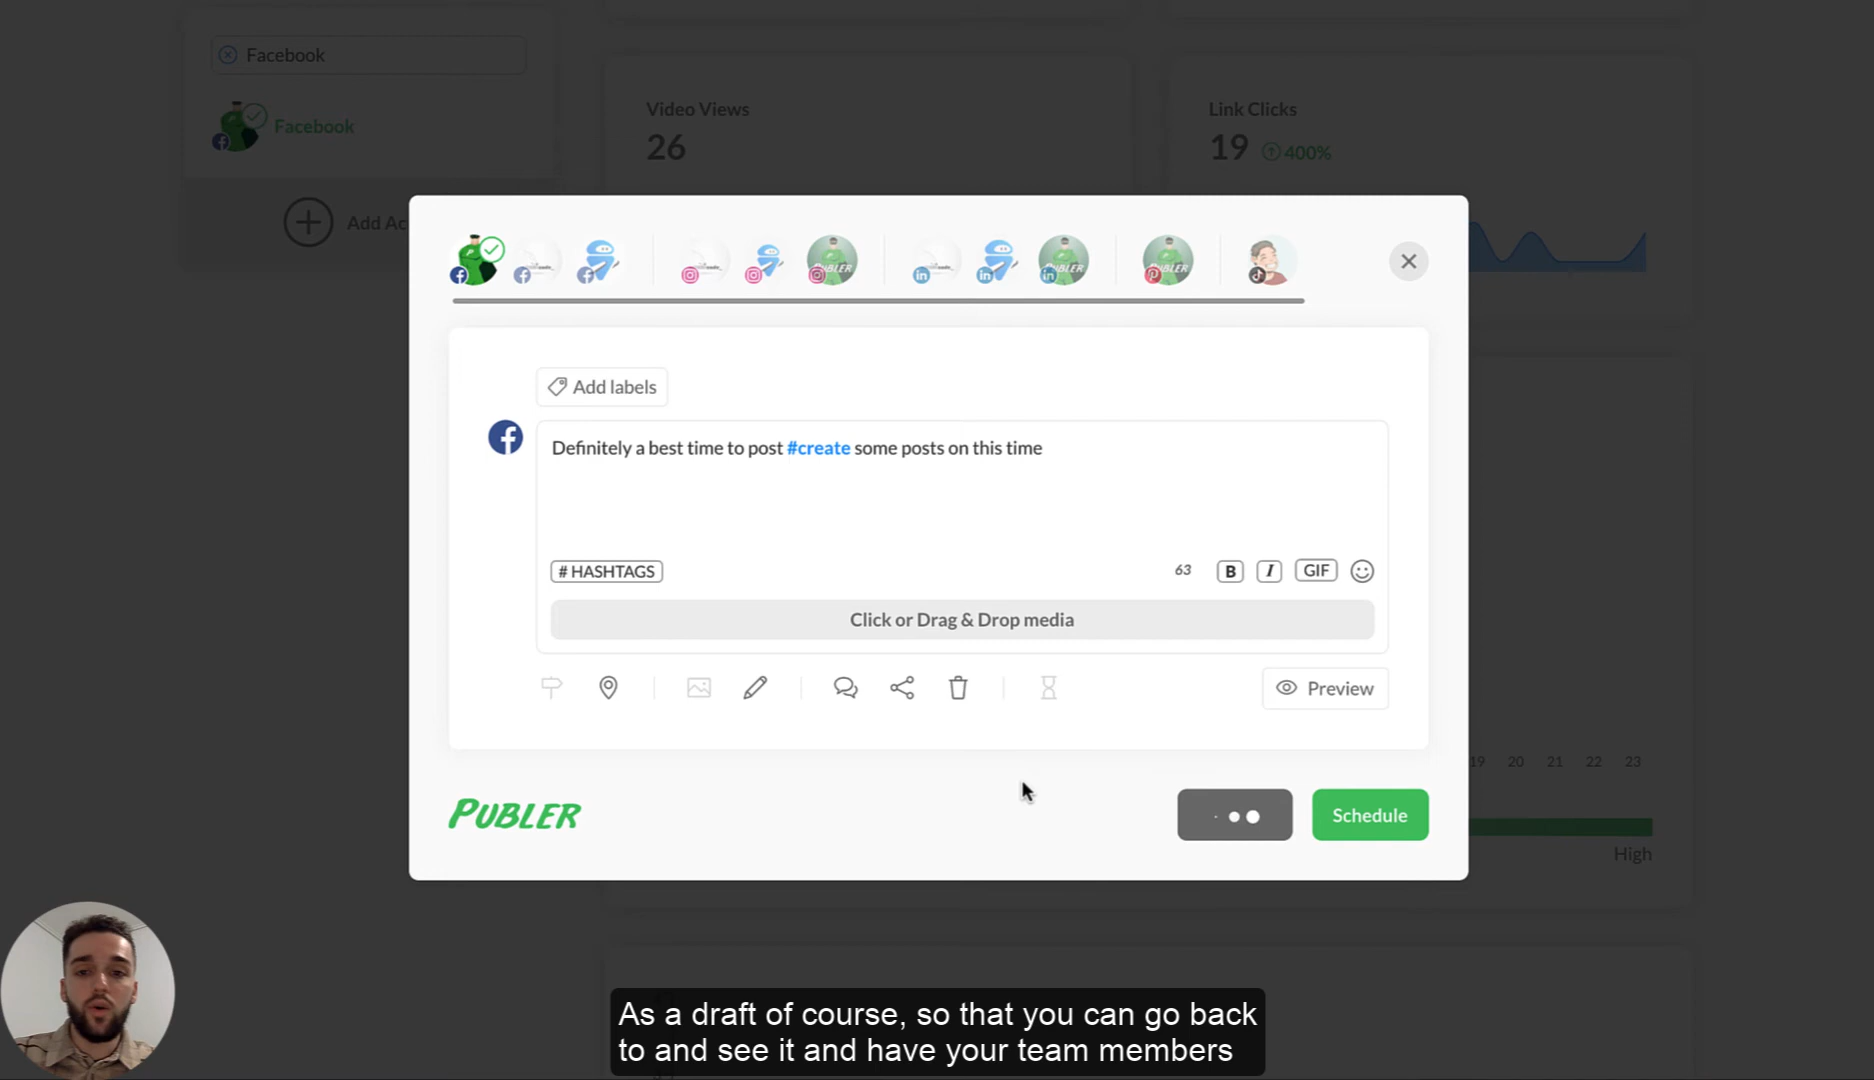 Facebook
Facebook
Add Ac
Video Views
26
Link Clicks
19 400%
Add labels
Definitely a best time to post #create some posts on this time
# HASHTAGS
63 B I GIF
Click or Drag & Drop media
Preview
19 20 21 22 23
PUBLER
Schedule
High
As a draft of course, so that you can go back
to and see it and have your team members